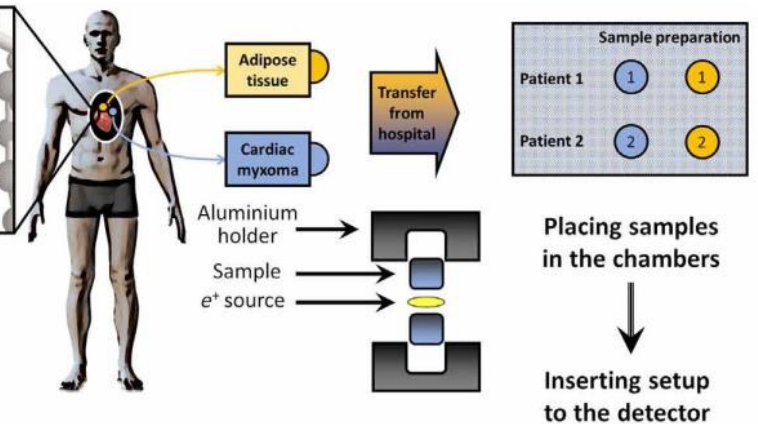 Adipose
tissue
Cardiac
myxoma
Transfer
from
hospital
Sample preparation
Patient 1 1 1
Patient 2 2 2
Aluminium
holder
Sample
e⁺ source
Placing samples
in the chambers
Inserting setup
to the detector